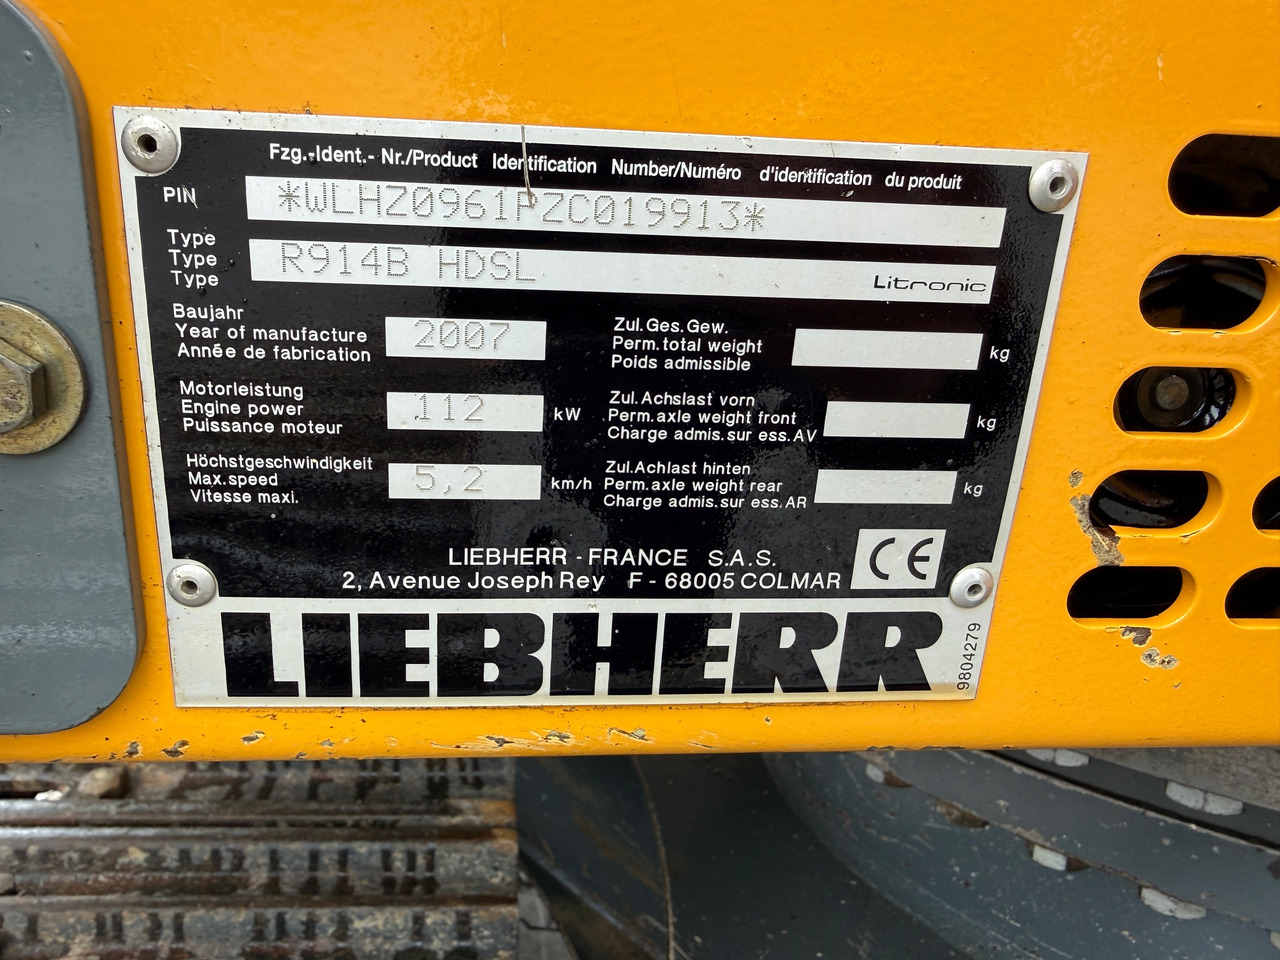 Fzg.-Ident.- Nr./Product Identification Number/Numéro d'identification du produit
PIN *WLHZ0961PZC019913*
Type
Type R914B HDSL
Type Litronic
Baujahr
Year of manufacture 2007
Année de fabrication
Motorleistung
Engine power 112 kW
Puissance moteur
Höchstgeschwindigkeit
Max.speed 5,2 km/h
Vitesse maxi.
Zul.Ges.Gew.
Perm.total weight kg
Poids admissible
Zul.Achslast vorn
Perm.axle weight front kg
Charge admis.sur ess.AV
Zul.Achlast hinten
Perm.axle weight rear kg
Charge admis.sur ess.AR
LIEBHERR - FRANCE S.A.S.
2, Avenue Joseph Rey F - 68005 COLMAR
CE
LIEBHERR
9804279